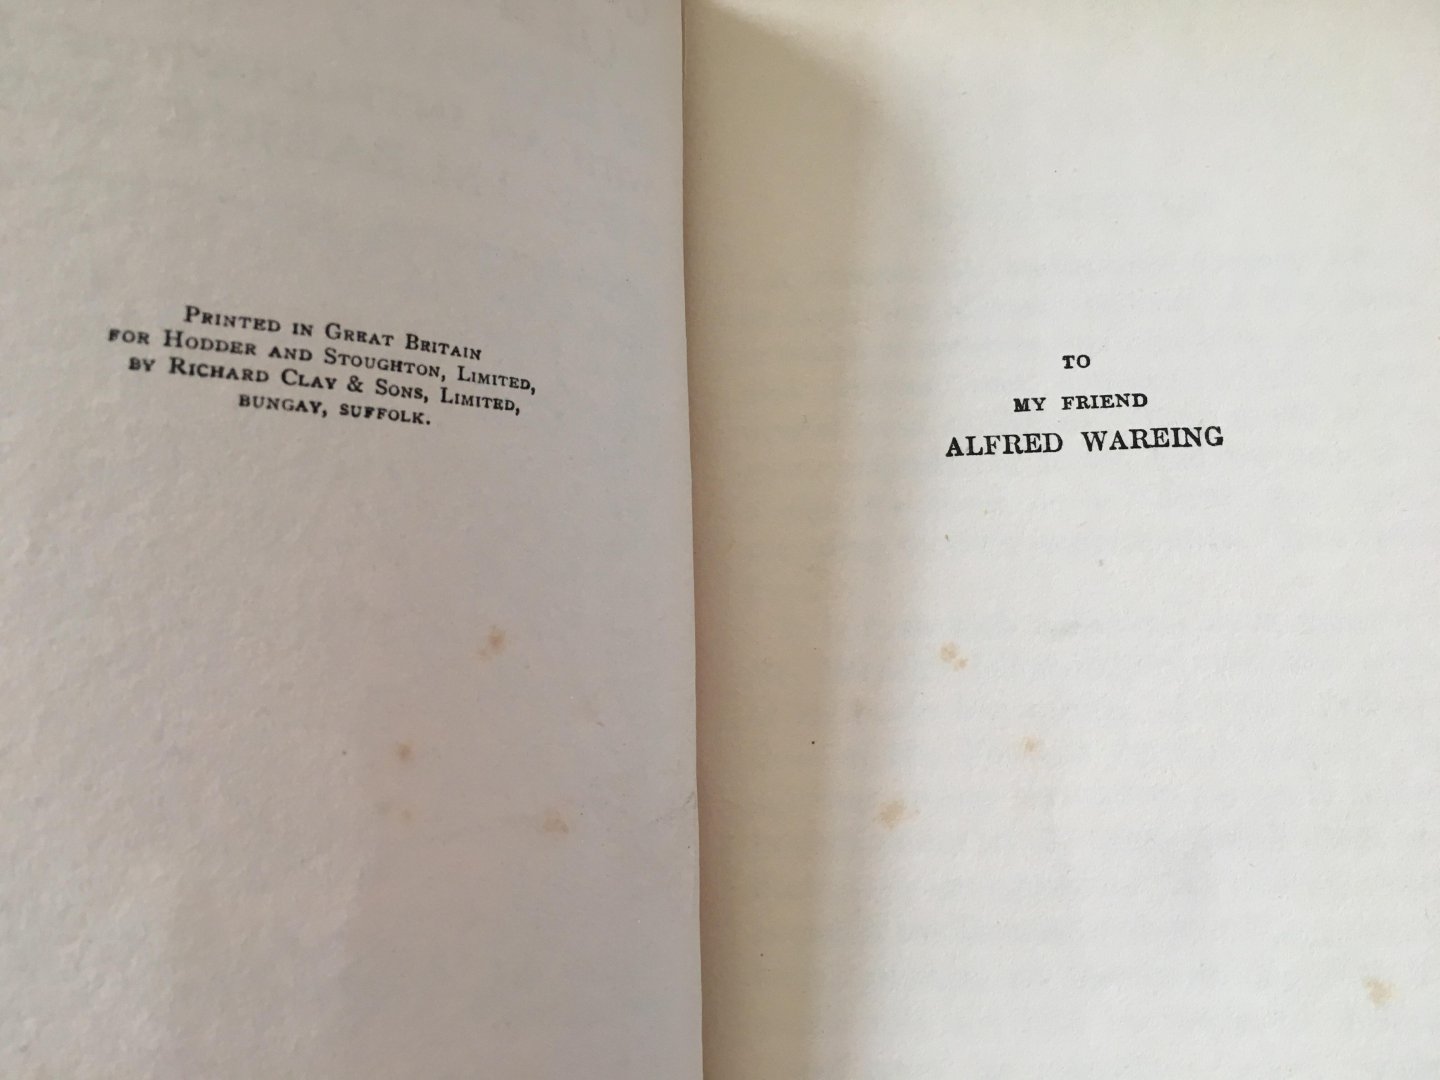 Printed in Great Britain
for Hodder and Stoughton, Limited,
by Richard Clay & Sons, Limited,
bungay, suffolk.
TO
MY FRIEND
ALFRED WAREING